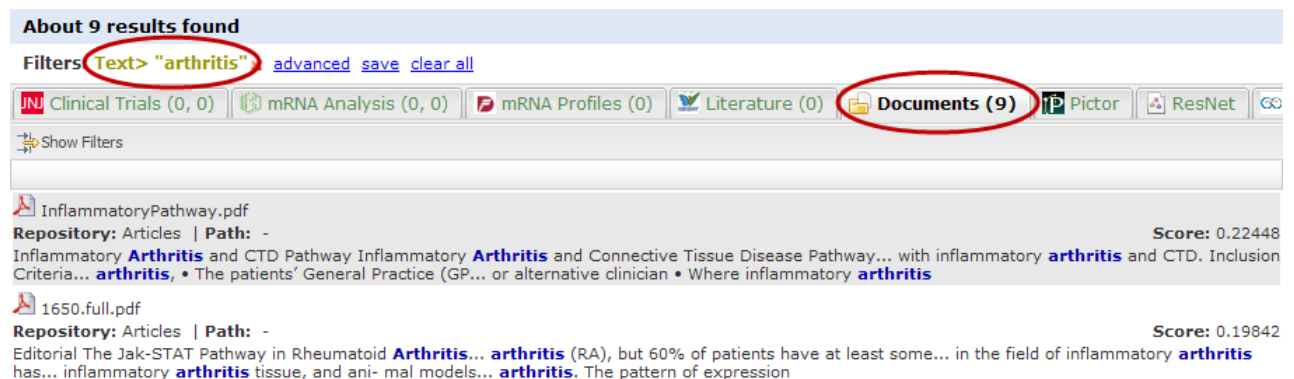 About 9 results found
Filters Text> "arthritis" x advanced save clear all
JNJ Clinical Trials (0, 0) mRNA Analysis (0, 0) mRNA Profiles (0) Literature (0) Documents (9) Pictor ResNet GO
Show Filters
InflammatoryPathway.pdf
Repository: Articles | Path: - Score: 0.22448
Inflammatory Arthritis and CTD Pathway Inflammatory Arthritis and Connective Tissue Disease Pathway... with inflammatory arthritis and CTD. Inclusion
Criteria... arthritis, • The patients’ General Practice (GP... or alternative clinician • Where inflammatory arthritis
1650.full.pdf
Repository: Articles | Path: - Score: 0.19842
Editorial The Jak-STAT Pathway in Rheumatoid Arthritis... arthritis (RA), but 60% of patients have at least some... in the field of inflammatory arthritis
has... inflammatory arthritis tissue, and ani- mal models... arthritis. The pattern of expression